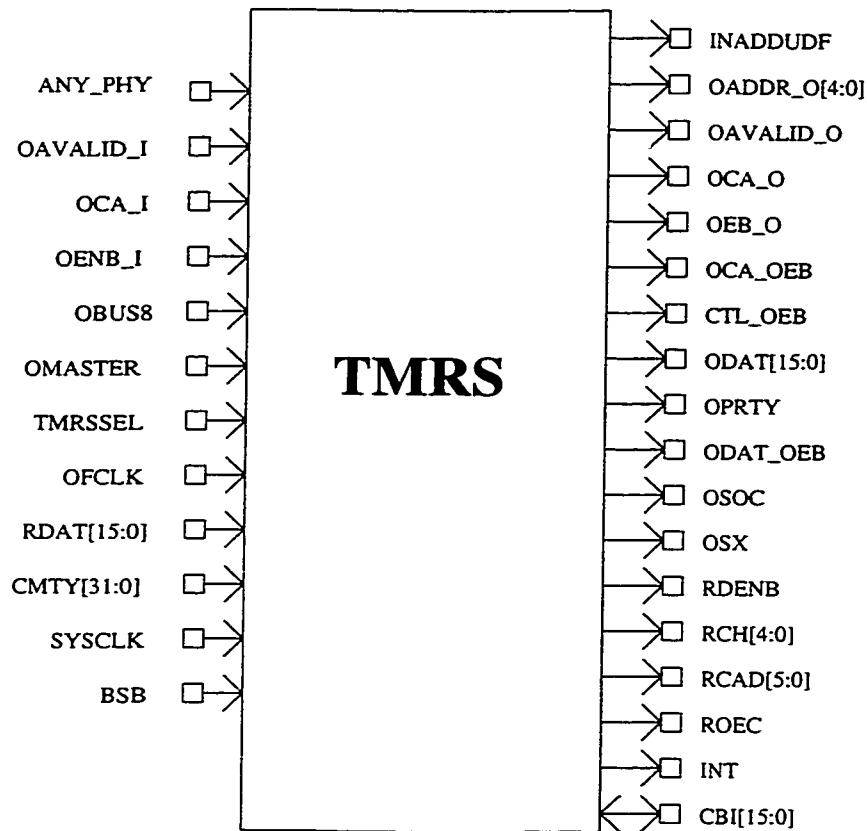 ANY_PHY
OAVALID_I
OCA_I
OENB_I
OBUS8
OMASTER
TMRSSEL
OFCLK
RDAT[15:0]
CMTY[31:0]
SYSCLK
BSB
TMRS
INADDUDF
OADDR_O[4:0]
OAVALID_O
OCA_O
OEB_O
OCA_OEB
CTL_OEB
ODAT[15:0]
OPRTY
ODAT_OEB
OSOC
OSX
RDENB
RCH[4:0]
RCAD[5:0]
ROEC
INT
CBI[15:0]